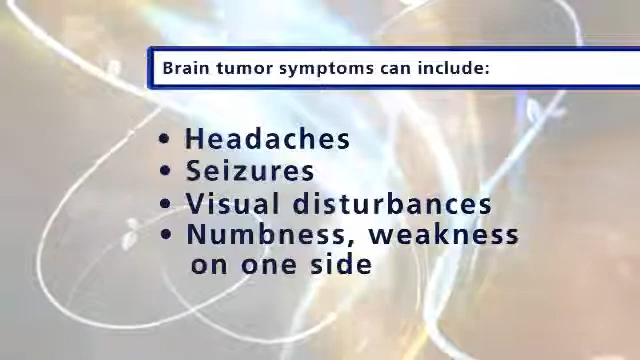 Brain tumor symptoms can include:
• Headaches
• Seizures
• Visual disturbances
• Numbness, weakness
on one side